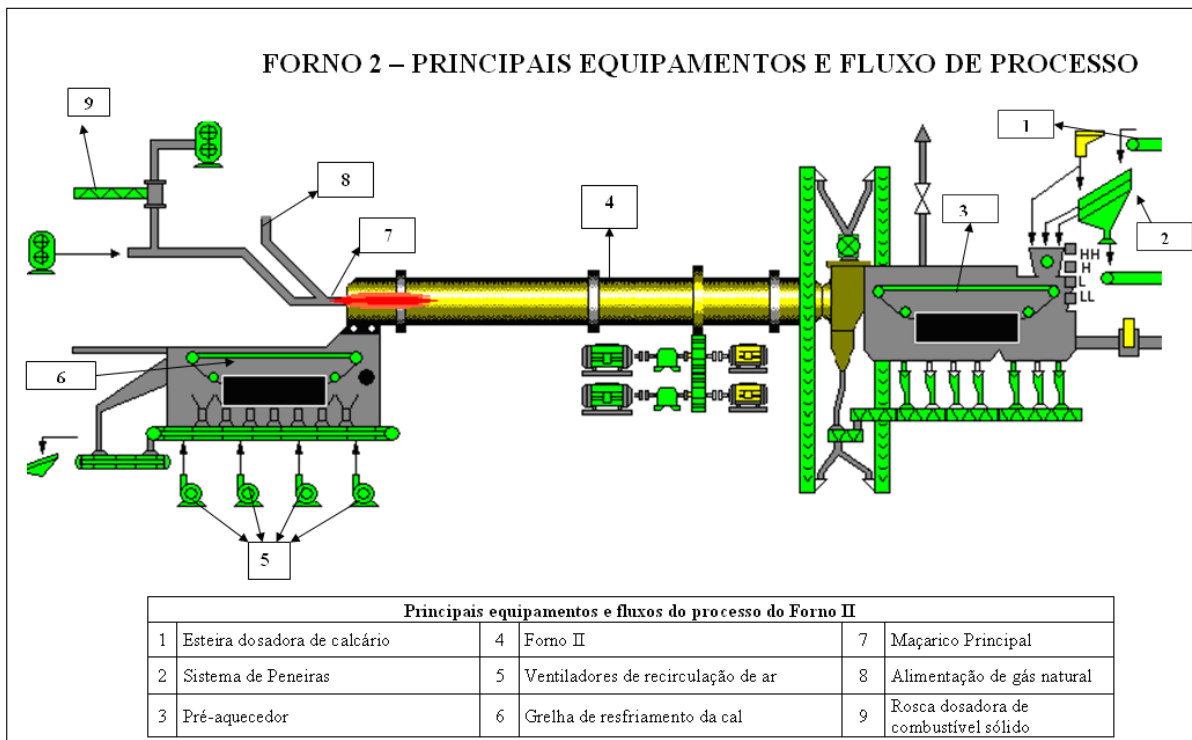 FORNO 2 – PRINCIPAIS EQUIPAMENTOS E FLUXO DE PROCESSO
9
1
8
4
7
3
2
HH
H
L
LL
6
5
Principais equipamentos e fluxos do processo do Forno II
1 Esteira dosadora de calcário 4 Forno II 7 Maçarico Principal
2 Sistema de Peneiras 5 Ventiladores de recirculação de ar 8 Alimentação de gás natural
3 Pré-aquecedor 6 Grelha de resfriamento da cal 9 Rosca dosadora de
combustível sólido